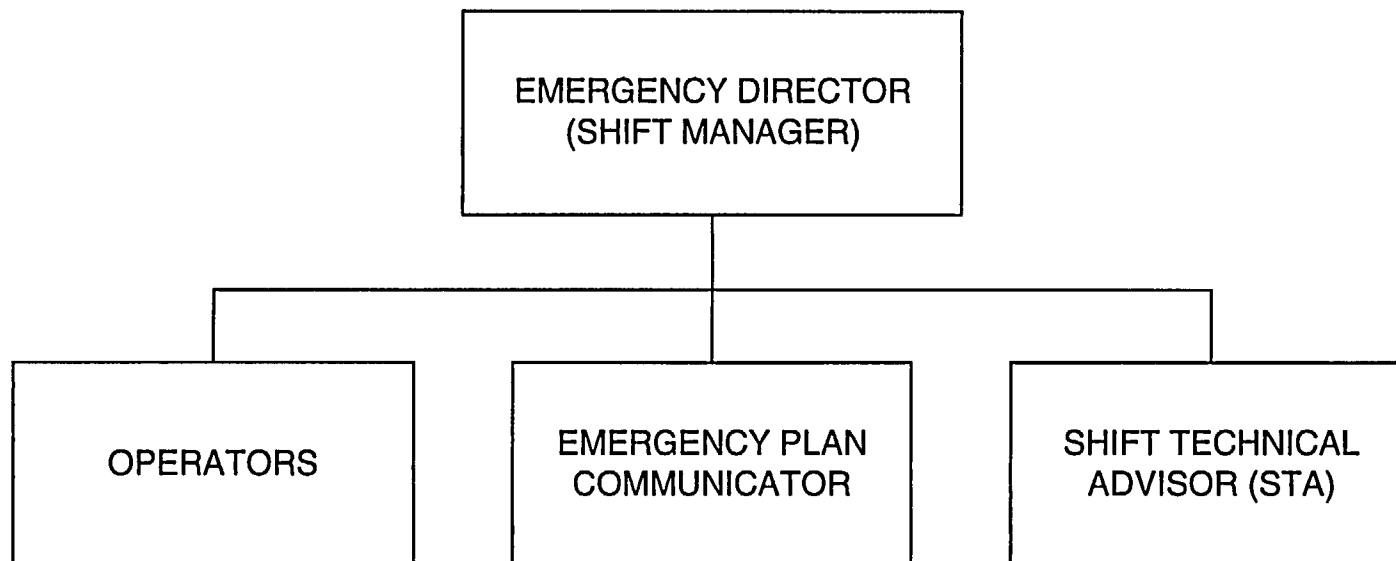 EMERGENCY DIRECTOR
(SHIFT MANAGER)
OPERATORS
EMERGENCY PLAN
COMMUNICATOR
SHIFT TECHNICAL
ADVISOR (STA)